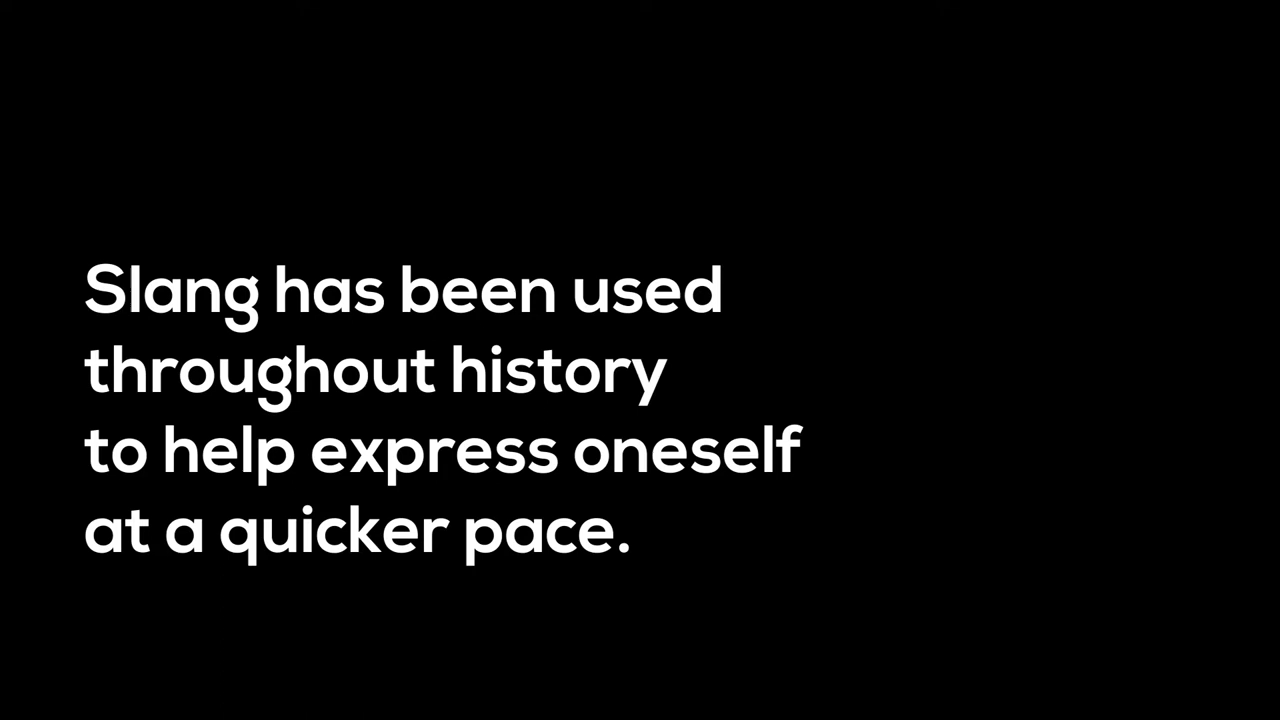 Slang has been used
throughout history
to help express oneself
at a quicker pace.